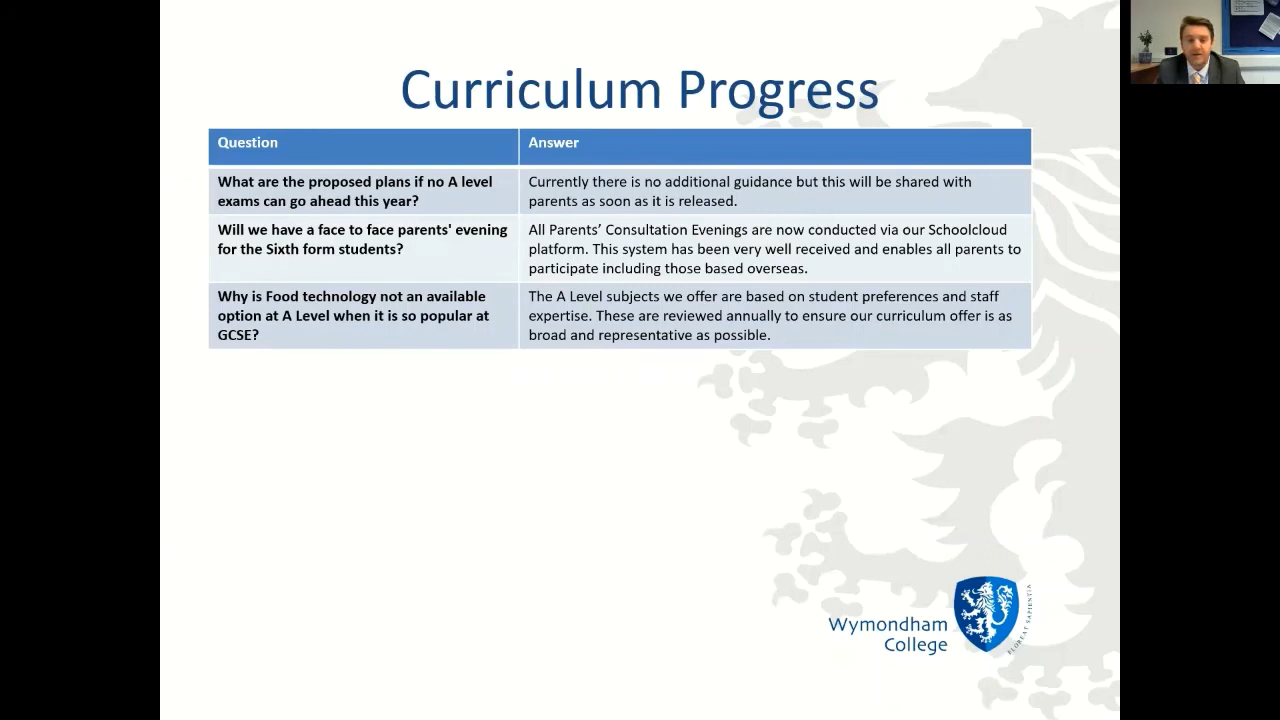 Curriculum Progress
Question
Answer
What are the proposed plans if no A level
exams can go ahead this year?
Currently there is no additional guidance but this will be shared with
parents as soon as it is released.
Will we have a face to face parents' evening
for the Sixth form students?
All Parents’ Consultation Evenings are now conducted via our Schoolcloud
platform. This system has been very well received and enables all parents to
participate including those based overseas.
Why is Food technology not an available
option at A Level when it is so popular at
GCSE?
The A Level subjects we offer are based on student preferences and staff
expertise. These are reviewed annually to ensure our curriculum offer is as
broad and representative as possible.
Wymondham
College
FLOREAT SAPIENTIA